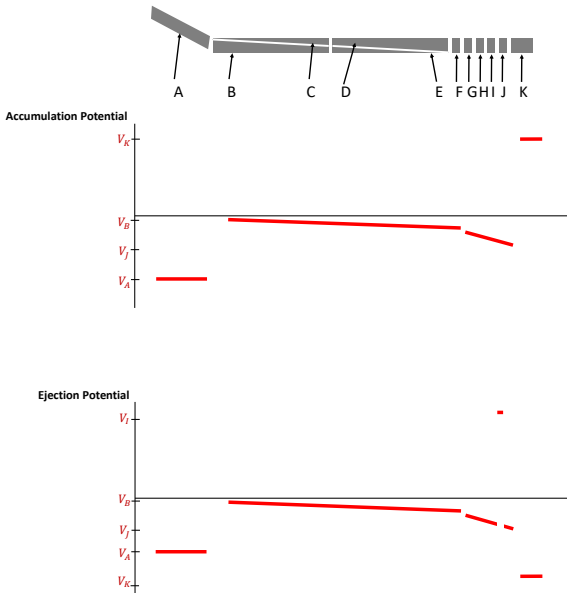 A B C D E F G H I J K
Accumulation Potential
V_K
V_B
V_J
V_A
Ejection Potential
V_I
V_B
V_J
V_A
V_K